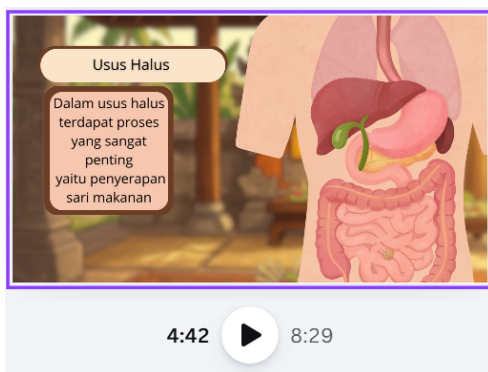 Usus Halus
Dalam usus halus
terdapat proses
yang sangat
penting
yaitu penyerapan
sari makanan
4:42
8:29